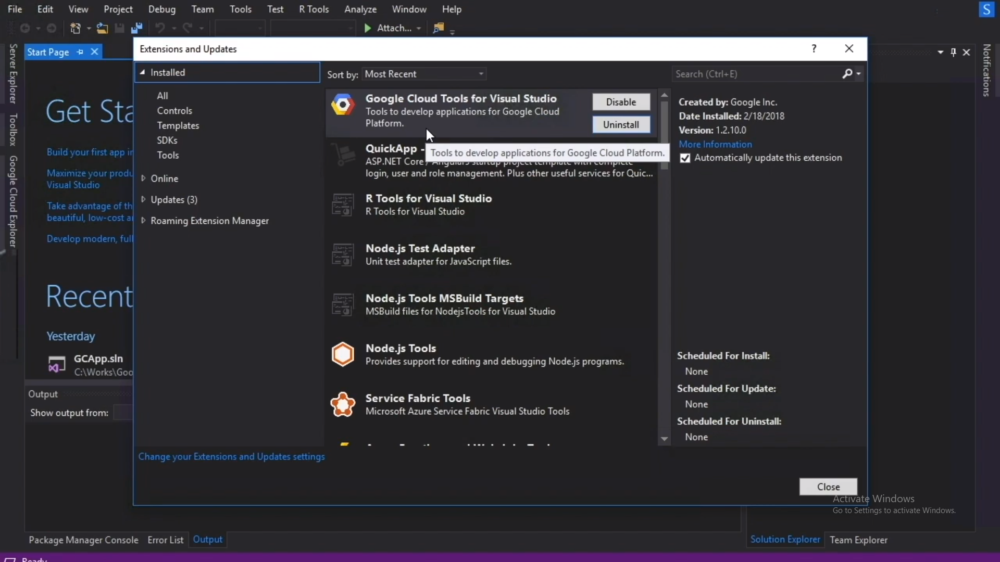 File Edit View Project Debug Team Tools Test R Tools Analyze Window Help
S
Attach...
Server Explorer
Toolbox
Google Cloud Explorer
Start Page
Get Sta
Build your first app i
Maximize your produ
Visual Studio
Take advantage of th
beautiful, low-cost a
Develop modern, full
Recent
Yesterday
GCApp.sln
C:\Works\Goo
Output
Show output from:
Extensions and Updates
?
Installed
All
Controls
Templates
SDKs
Tools
Online
Updates (3)
Roaming Extension Manager
Change your Extensions and Updates settings
Sort by: Most Recent
Google Cloud Tools for Visual Studio
Tools to develop applications for Google Cloud
Platform.
Disable
Uninstall
Tools to develop applications for Google Cloud Platform.
QuickApp -
ASP.NET Core / Angular5 startup project template with complete
login, user and role management. Plus other useful services for Quic...
R Tools for Visual Studio
R Tools for Visual Studio
Node.js Test Adapter
Unit test adapter for JavaScript files.
Node.js Tools MSBuild Targets
MSBuild files for NodejsTools for Visual Studio
Node.js Tools
Provides support for editing and debugging Node.js programs.
Service Fabric Tools
Microsoft Azure Service Fabric Visual Studio Tools
Search (Ctrl+E)
Created by: Google Inc.
Date Installed: 2/18/2018
Version: 1.2.10.0
More Information
Automatically update this extension
Scheduled For Install:
None
Scheduled For Update:
None
Scheduled For Uninstall:
None
Close
Notifications
Activate Windows
Go to Settings to activate Windows.
Package Manager Console Error List Output
Solution Explorer Team Explorer
Ready